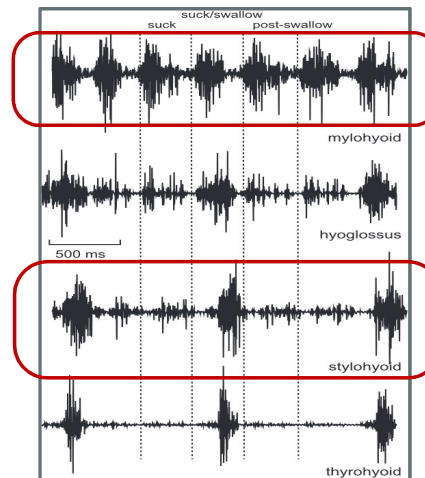 suck/swallow
suck post-swallow
mylohyoid
hyoglossus
500 ms
stylohyoid
thyrohyoid